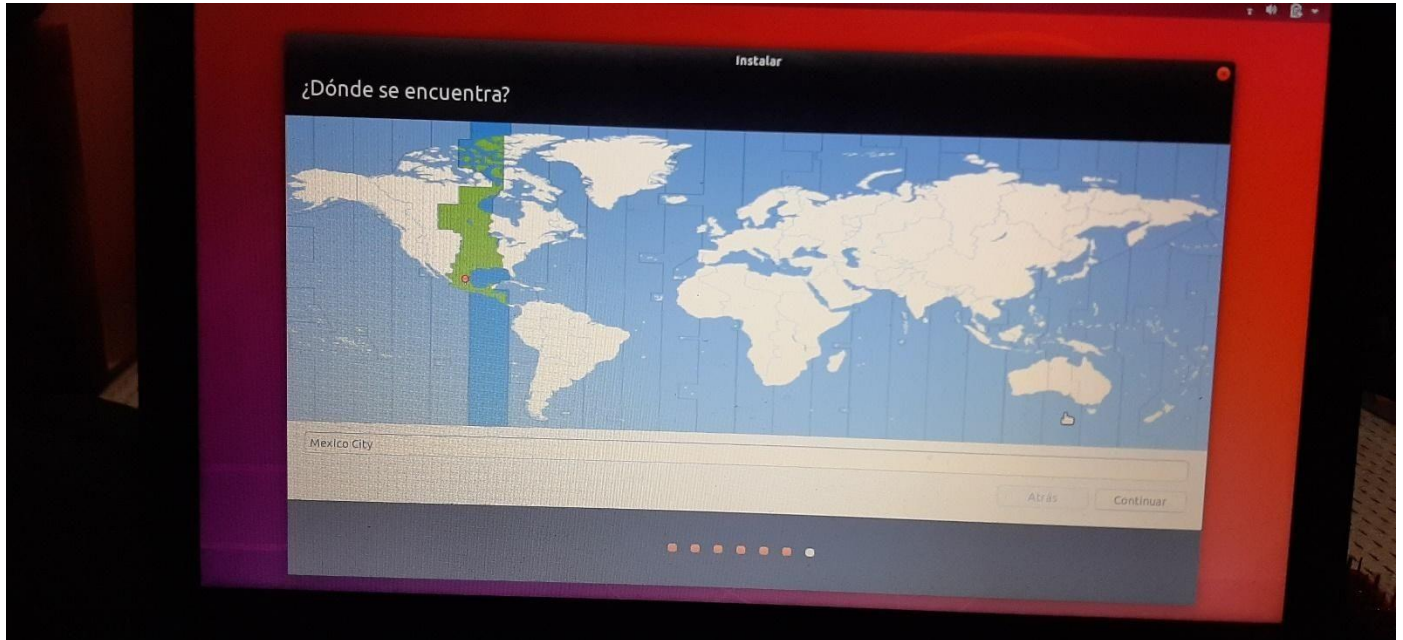 Instalar
¿Dónde se encuentra?
Mexico City
Atrás
Continuar